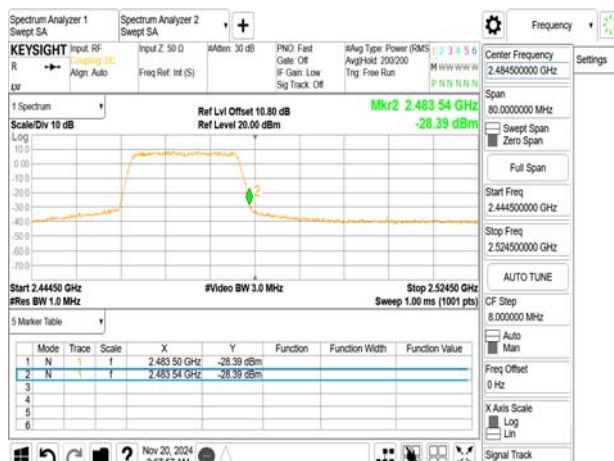 Spectrum Analyzer 1
Swept SA
Spectrum Analyzer 2
Swept SA
+
Frequency
KEYSIGHT
R
Input: RF
Coupling: DC
Align: Auto
Input Z: 50 Ω
Freq Ref: Int (S)
#Atten: 30 dB
PNO: Fast
Gate: Off
IF Gain: Low
Sig Track: Off
#Avg Type: Power (RMS
Avg|Hold: 200/200
Trig: Free Run
1 2 3 4 5 6
M W W W W W
P N N N N N
Settings
1 Spectrum
Scale/Div 10 dB
Log
Ref Lvl Offset 10.80 dB
Ref Level 20.00 dBm
Mkr2 2.483 54 GHz
-28.39 dBm
10.0
0.00
-10.0
-20.0
-30.0
-40.0
-50.0
-60.0
-70.0
2
Start 2.44450 GHz
#Res BW 1.0 MHz
#Video BW 3.0 MHz
Stop 2.52450 GHz
Sweep 1.00 ms (1001 pts)
5 Marker Table
Mode Trace Scale X Y Function Function Width Function Value
1 N 1 f 2.483 50 GHz -28.39 dBm
2 N 1 f 2.483 54 GHz -28.39 dBm
3
4
5
6
Nov 20, 2024
Center Frequency
2.484500000 GHz
Span
80.0000000 MHz
Swept Span
Zero Span
Full Span
Start Freq
2.444500000 GHz
Stop Freq
2.524500000 GHz
AUTO TUNE
CF Step
8.000000 MHz
Auto
Man
Freq Offset
0 Hz
X Axis Scale
Log
Lin
Signal Track